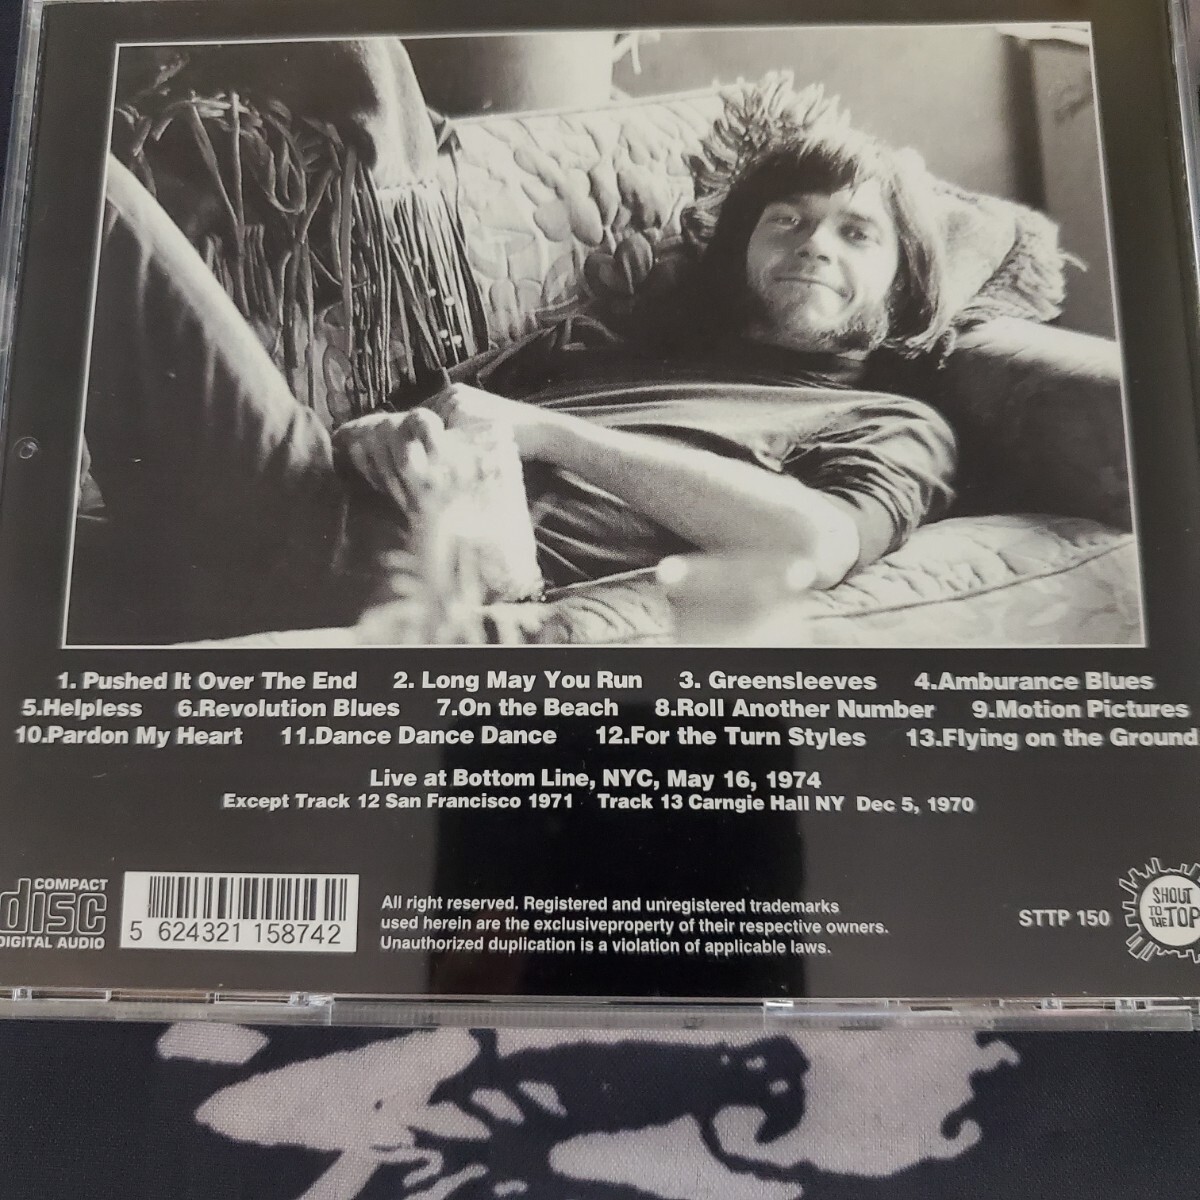 1. Pushed It Over The End 2. Long May You Run 3. Greensleeves 4.Amburance Blues
5.Helpless 6.Revolution Blues 7.On the Beach 8.Roll Another Number 9.Motion Pictures
10.Pardon My Heart 11.Dance Dance Dance 12.For the Turn Styles 13.Flying on the Ground
Live at Bottom Line, NYC, May 16, 1974
Except Track 12 San Francisco 1971 Track 13 Carngie Hall NY Dec 5, 1970
COMPACT
disc
DIGITAL AUDIO
5 624321 158742
All right reserved. Registered and unregistered trademarks
used herein are the exclusiveproperty of their respective owners.
Unauthorized duplication is a violation of applicable laws.
STTP 150
SHOUT
TO THE TOP